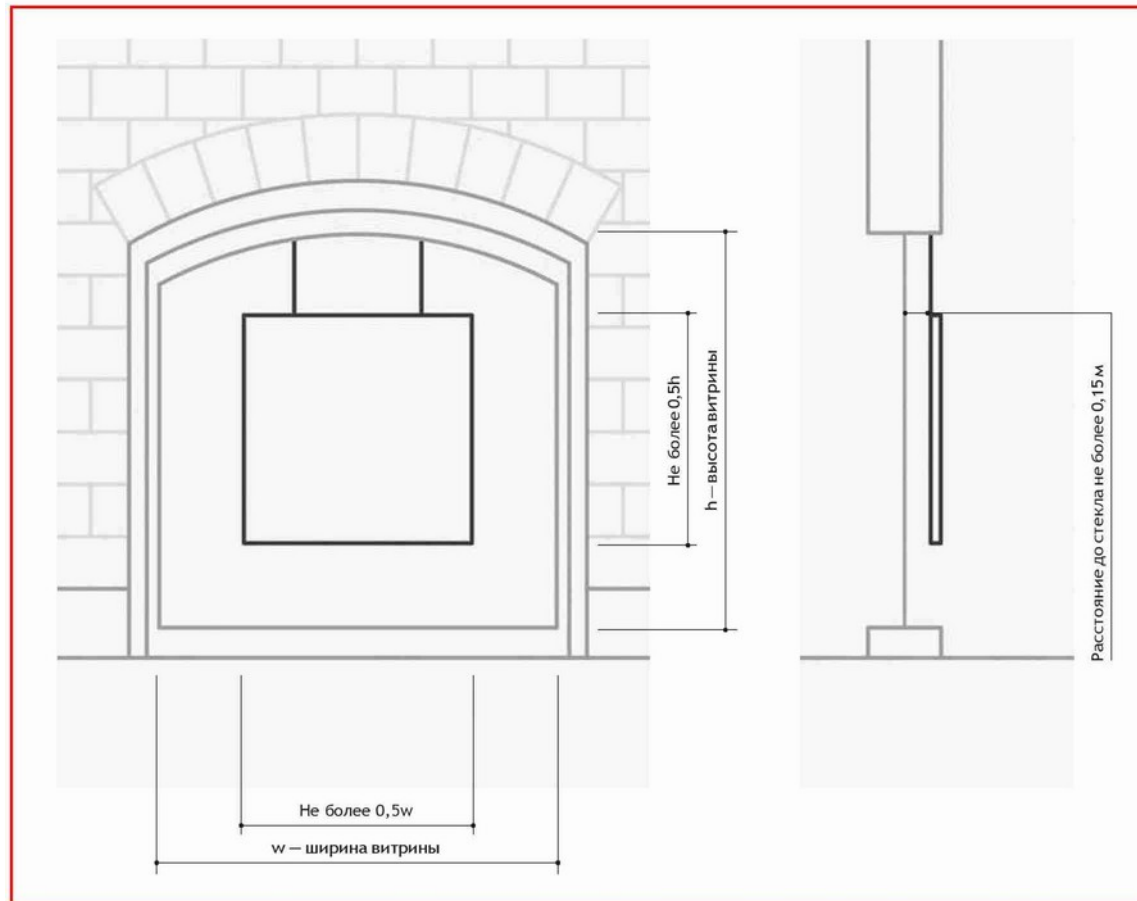 Не более 0,5h
h — высота витрины
Расстояние до стекла не более 0,15 м
Не более 0,5w
w — ширина витрины